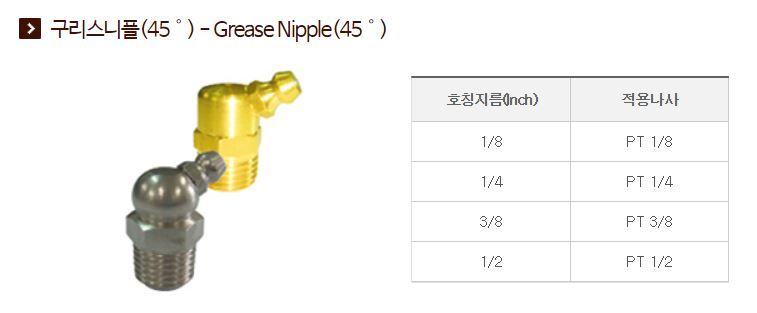 구리스니플(45˚) - Grease Nipple(45˚)
호칭지름(Inch) 적용나사
1/8 PT 1/8
1/4 PT 1/4
3/8 PT 3/8
1/2 PT 1/2